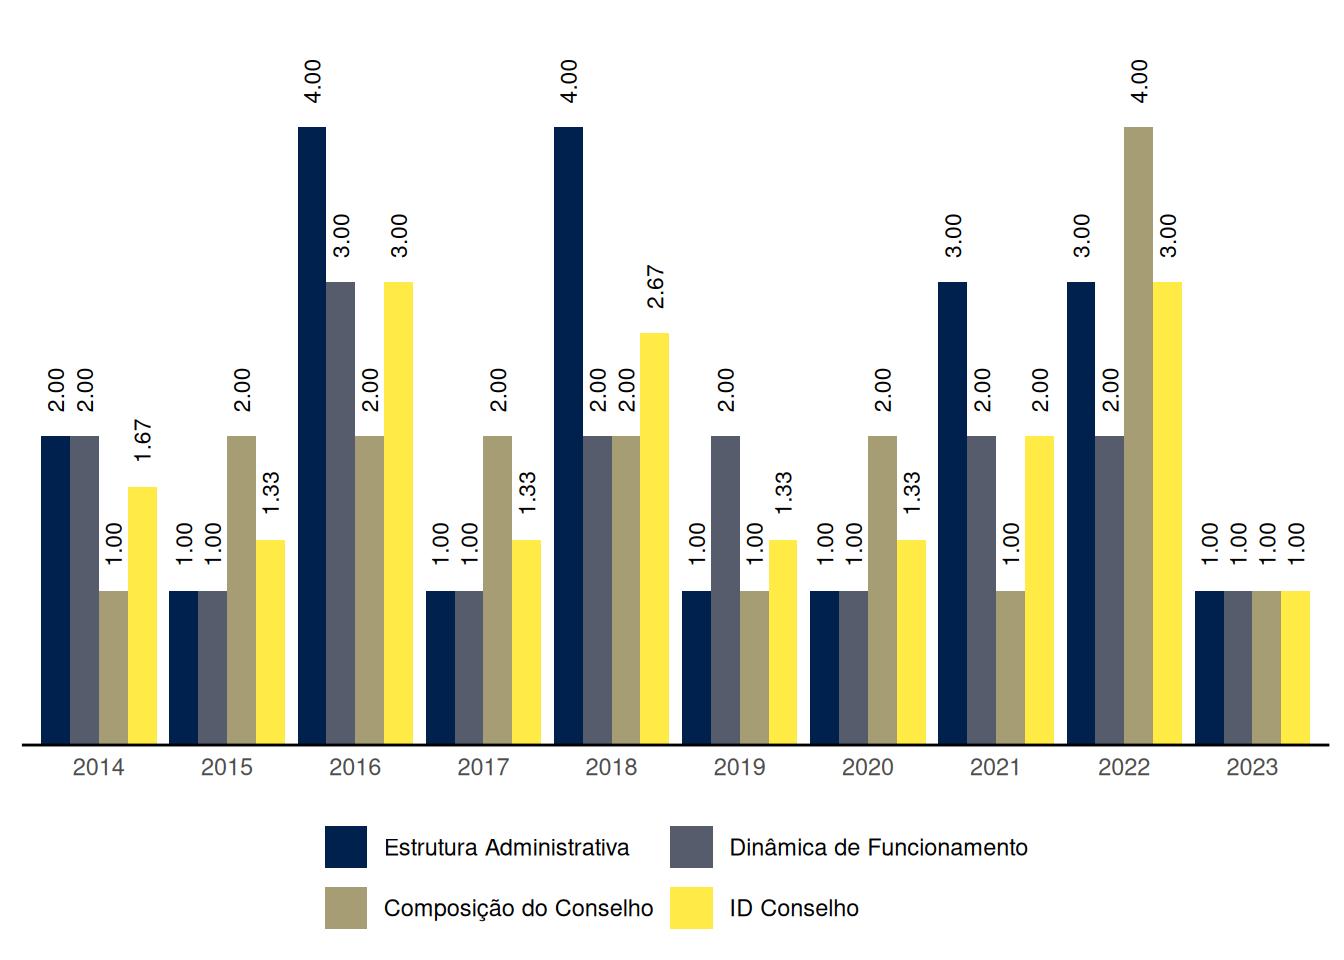 4.00 4.00 4.00
3.00 3.00 3.00 3.00 3.00
2.67
2.00 2.00 2.00 2.00 2.00 2.00 2.00 2.00 2.00 2.00 2.00 2.00 2.00
1.67
1.33 1.33 1.33 1.33
1.00 1.00 1.00 1.00 1.00 1.00 1.00 1.00 1.00 1.00 1.00 1.00 1.00 1.00 1.00
2014 2015 2016 2017 2018 2019 2020 2021 2022 2023
Estrutura Administrativa Dinâmica de Funcionamento
Composição do Conselho ID Conselho